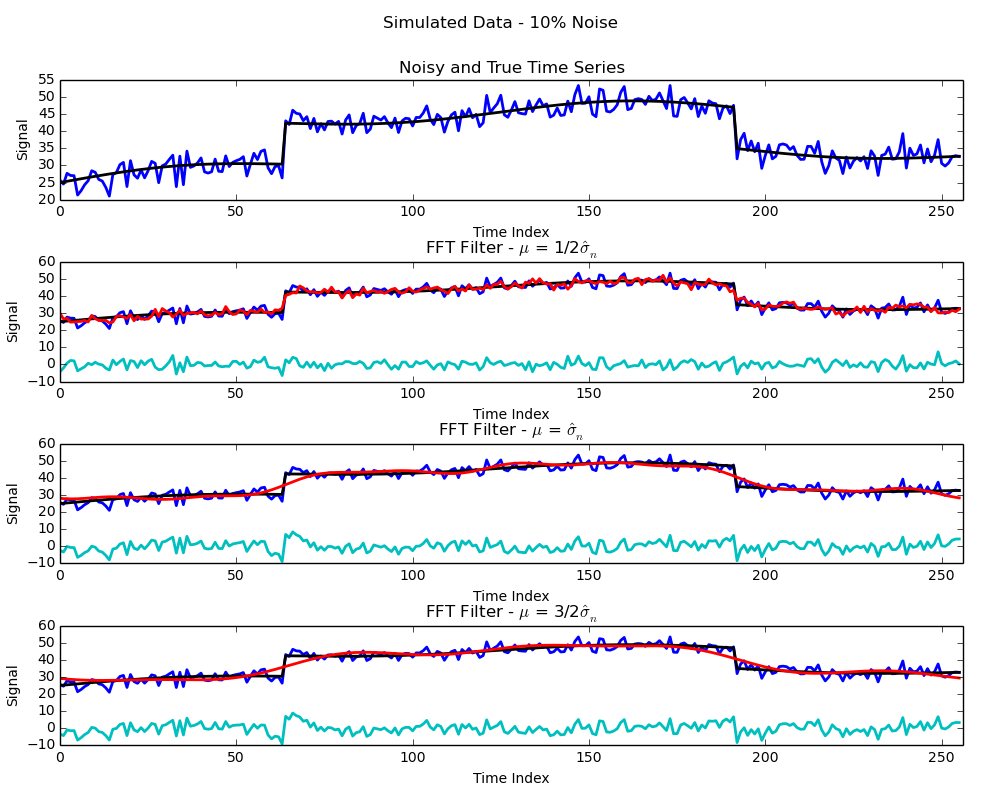 Simulated Data - 10% Noise
Noisy and True Time Series
55
50
45
40
35
30
25
20
Signal
0 50 100 150 200 250
Time Index
FFT Filter - μ = 1/2σ̂ₙ
60
50
40
30
20
10
0
−10
Signal
0 50 100 150 200 250
Time Index
FFT Filter - μ = σ̂ₙ
60
50
40
30
20
10
0
−10
Signal
0 50 100 150 200 250
Time Index
FFT Filter - μ = 3/2σ̂ₙ
60
50
40
30
20
10
0
−10
Signal
0 50 100 150 200 250
Time Index